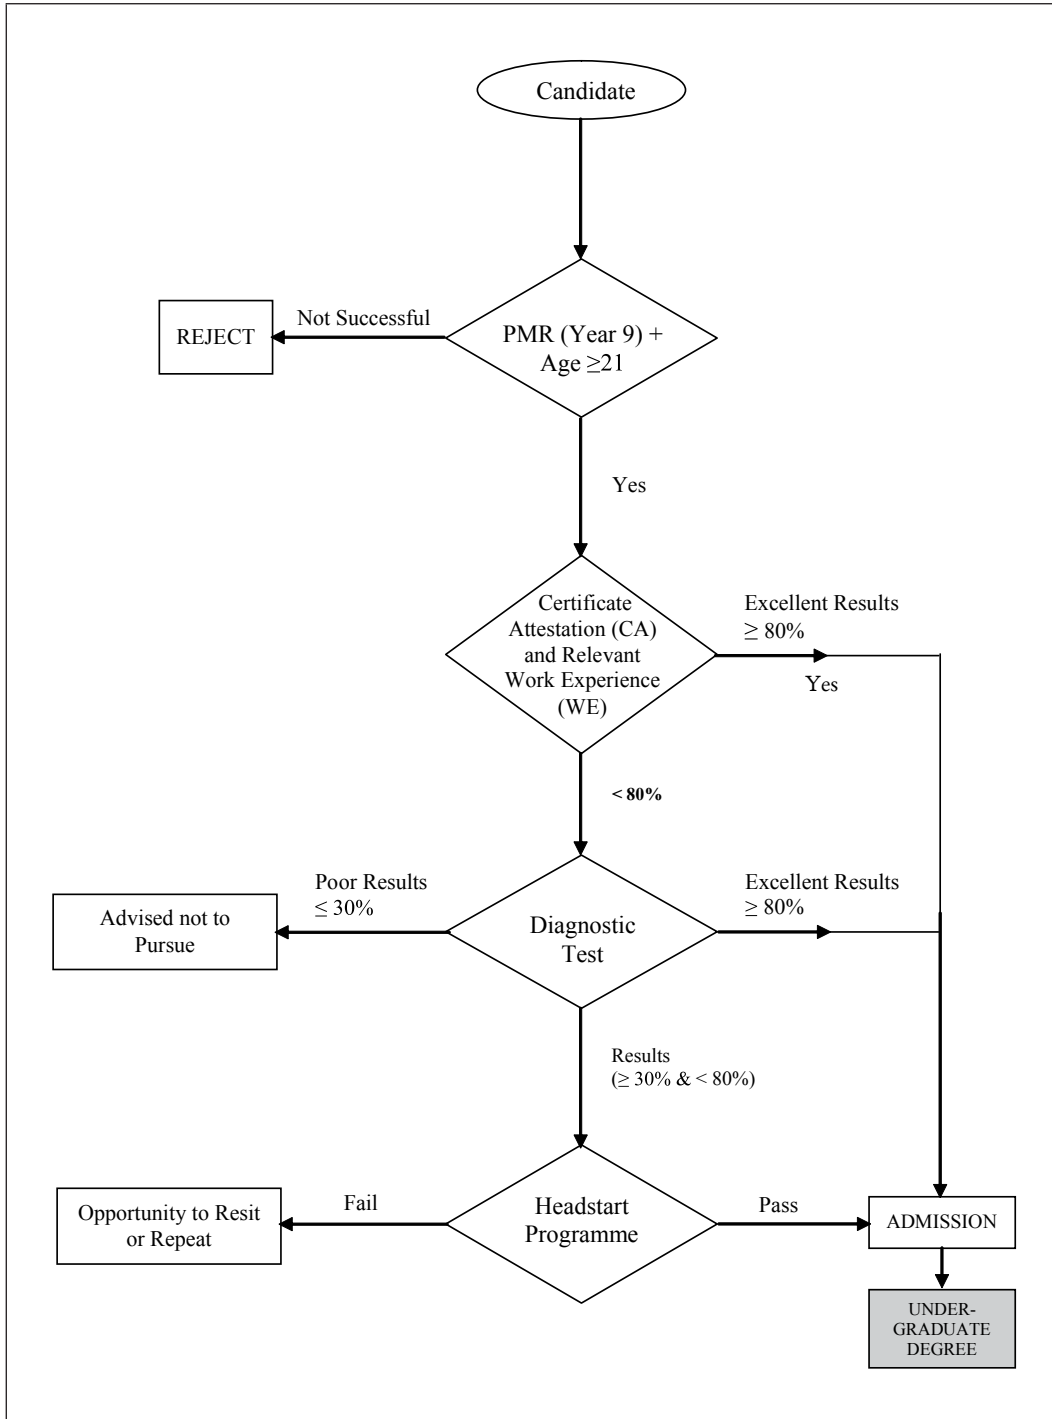 Candidate
Not Successful
REJECT
PMR (Year 9) +
Age ≥21
Yes
Certificate
Attestation (CA)
and Relevant
Work Experience
(WE)
Excellent Results
≥ 80%
Yes
< 80%
Poor Results
≤ 30%
Advised not to
Pursue
Diagnostic
Test
Excellent Results
≥ 80%
Results
(≥ 30% & < 80%)
Opportunity to Resit
or Repeat
Fail
Headstart
Programme
Pass
ADMISSION
UNDER-
GRADUATE
DEGREE